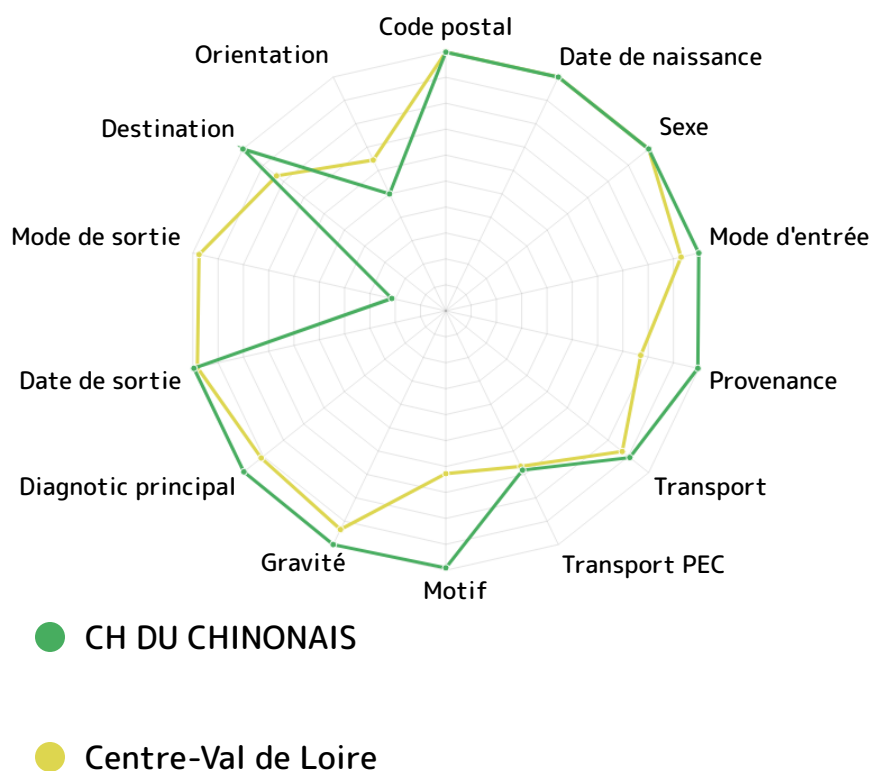 Code postal
Orientation
Date de naissance
Destination
Sexe
Mode de sortie
Mode d'entrée
Date de sortie
Provenance
Diagnotic principal
Transport
Gravité
Transport PEC
Motif
CH DU CHINONAIS
Centre-Val de Loire